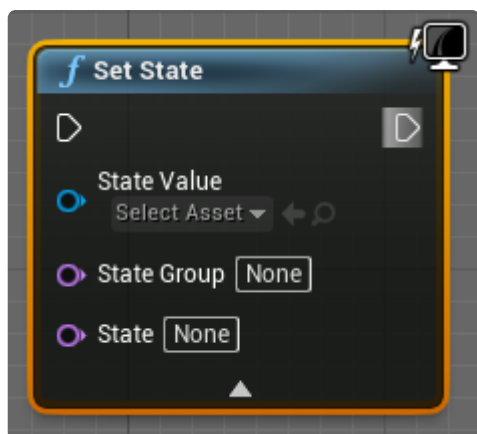 f Set State
State Value
Select Asset
State Group None
State None